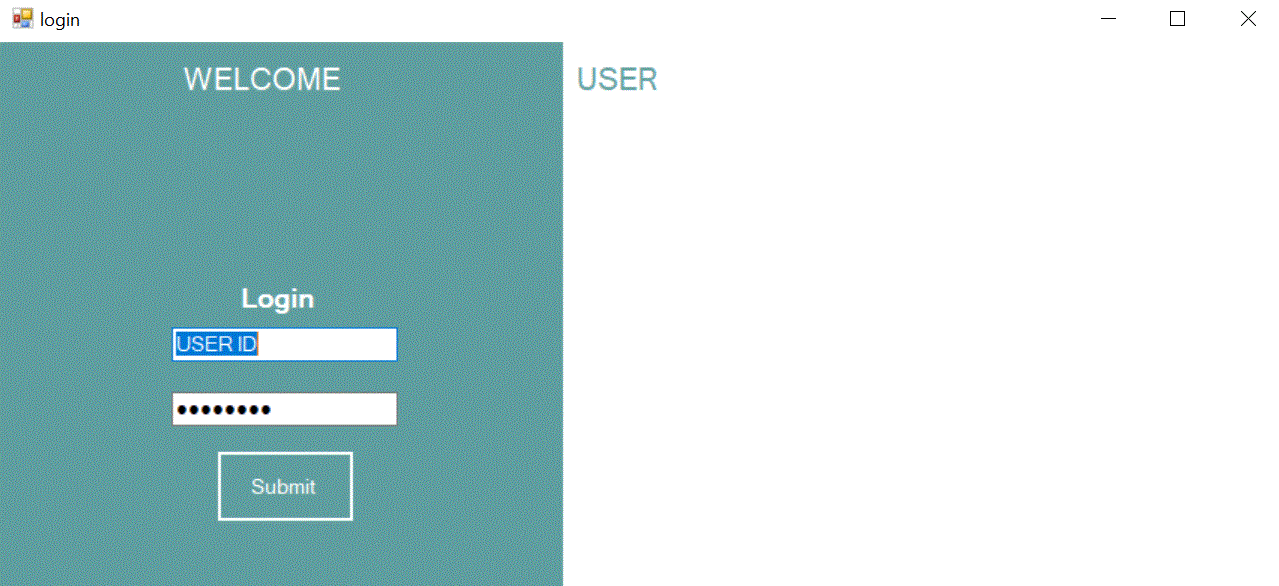 login
WELCOME USER
Login
USER ID
••••••••
Submit